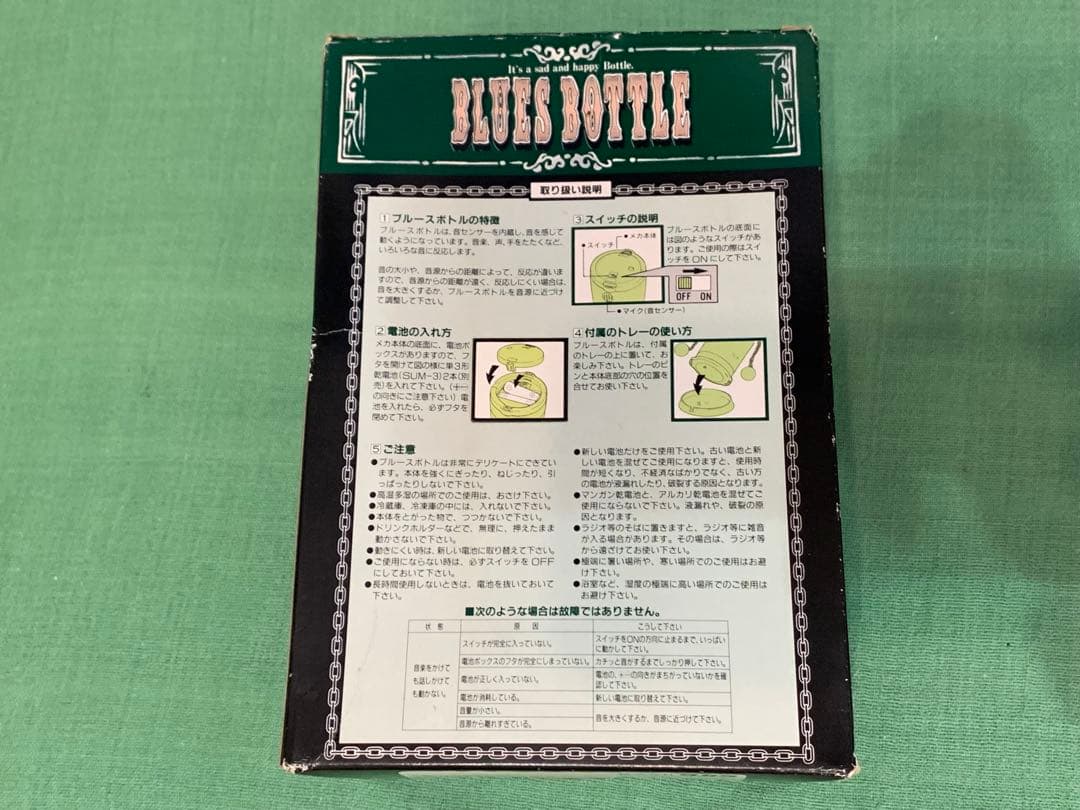 It's a sad and happy Bottle.
BLUES BOTTLE
取り扱い説明
1 ブルースボトルの特徴
ブルースボトルは、音センサーを内蔵し、音を感じて
動くようになっています。音楽、声、手をたたくなど、
いろいろな音に反応します。
音の大小や、音源からの距離によって、反応が違いま
すので、音源からの距離が遠く、反応しにくい場合は、
音を大きくするか、ブルースボトルを音源に近づけ
て調整して下さい。
2 電池の入れ方
メカ本体の底面に、電池ボ
ックスがありますので、フ
タを開けて図の様に単3形
乾電池(SUM-3)2本(別
売)を入れて下さい。(+-
の向きにご注意下さい)電
池を入れたら、必ずフタを
閉めて下さい。
3 スイッチの説明
●メカ本体
●スイッチ
OFF ON
●マイク(音センサー)
ブルースボトルの底面に
は図のようなスイッチがあ
ります。ご使用の際はスイ
ッチをONにして下さい。
4 付属のトレーの使い方
ブルースボトルは、付属
のトレーの上に置いて、お
楽しみ下さい。トレーのピ
ンと本体底部の穴の位置を
合せてお使い下さい。
5 ご注意
●ブルースボトルは非常にデリケートにできてい
ます。本体を強くにぎったり、ねじったり、引
っぱったりしないで下さい。
●高温多湿の場所でのご使用は、おさけ下さい。
●冷蔵庫、冷凍庫の中には、入れないで下さい。
●本体をとがった物で、つつかないで下さい。
●ドリンクホルダーなどで、無理に、押えたまま
動かさないで下さい。
●動きにくい時は、新しい電池に取り替えて下さい。
●ご使用にならない時は、必ずスイッチをOFF
にしておいて下さい。
●長時間使用しないときは、電池を抜いておいて
下さい。
●新しい電池だけをご使用下さい。古い電池と新
しい電池を混ぜてご使用になりますと、使用時
間が短くなり、不経済なばかりでなく、古い方
の電池が液漏れしたり、破裂する原因となります。
●マンガン乾電池と、アルカリ乾電池を混ぜてご
使用にならないで下さい。液漏れや、破裂の原
因となります。
●ラジオ等のそばに置きますと、ラジオ等に雑音
が入る場合があります。その場合は、ラジオ等
から遠ざけてお使い下さい。
●極端に暑い場所や、寒い場所でのご使用はお避
け下さい。
●浴室など、湿度の極端に高い場所でのご使用は
お避け下さい。
■次のような場合は故障ではありません。
状 態 原 因 こうして下さい
音楽をかけて
も話しかけて
も動かない。
スイッチが完全に入っていない。 スイッチをONの方向に止まるまで、いっぱい
に動かして下さい。
電池ボックスのフタが完全にしまっていない。 カチッと音がするまでしっかり押して下さい。
電池が正しく入っていない。 電池の、+-の向きがまちがっていないかを確
認して下さい。
電池が消耗している。 新しい電池に取り替えて下さい。
音量が小さい。
音源から離れすぎている。 音を大きくするか、音源に近づけて下さい。